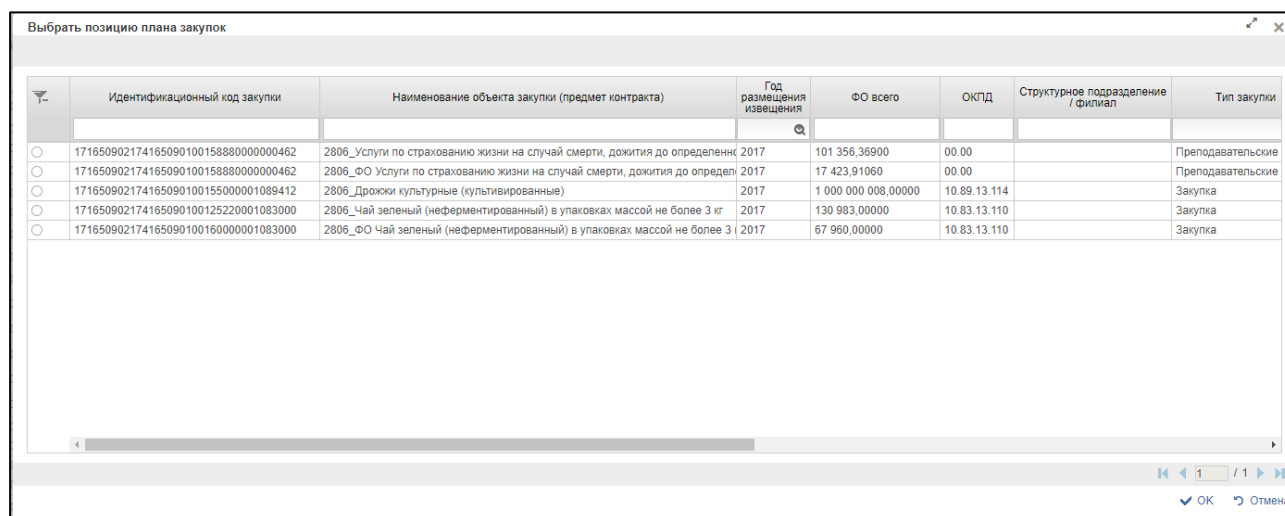 Выбрать позицию плана закупок
Идентификационный код закупки Наименование объекта закупки (предмет контракта) Год размещения извещения ФО всего ОКПД Структурное подразделение / филиал Тип закупки
171650902174165090100158880000000462 2806_Услуги по страхованию жизни на случай смерти, дожития до определенно 2017 101 356,36900 00.00 Преподавательские
171650902174165090100158880000000462 2806_ФО Услуги по страхованию жизни на случай смерти, дожития до определ 2017 17 423,91060 00.00 Преподавательские
171650902174165090100155000001089412 2806_Дрожжи культурные (культивированные) 2017 1 000 000 008,00000 10.89.13.114 Закупка
171650902174165090100125220001083000 2806_Чай зеленый (неферментированный) в упаковках массой не более 3 кг 2017 130 983,00000 10.83.13.110 Закупка
171650902174165090100160000001083000 2806_ФО Чай зеленый (неферментированный) в упаковках массой не более 3 2017 67 960,00000 10.83.13.110 Закупка
1 / 1
OK Отмена